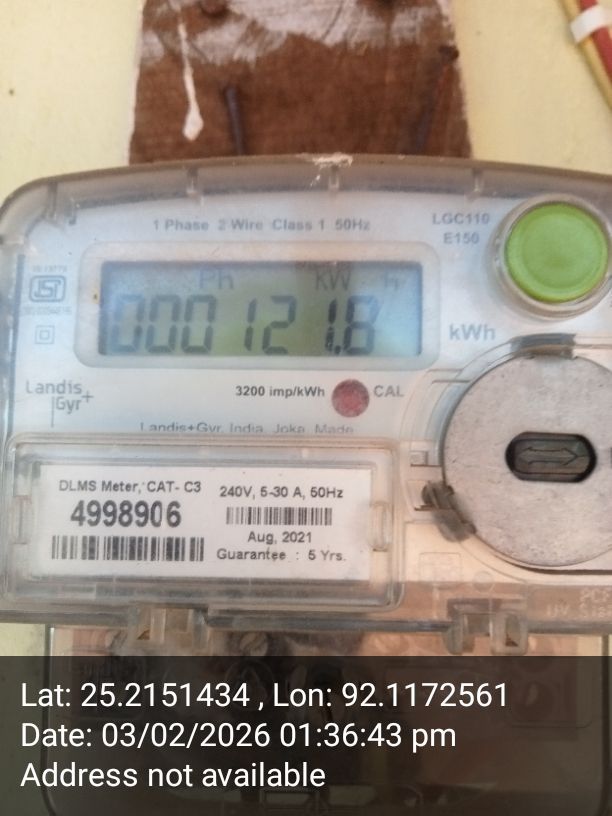 1 Phase 2 Wire Class 1 50Hz
LGC110
E150
Ph kW h
000121.8
kWh
Landis
Gyr+
3200 imp/kWh CAL
Landis+Gyr, India, Joka, Made
DLMS Meter, CAT- C3
4998906
240V, 5-30 A, 50Hz
Aug, 2021
Guarantee : 5 Yrs.
Lat: 25.2151434 , Lon: 92.1172561
Date: 03/02/2026 01:36:43 pm
Address not available